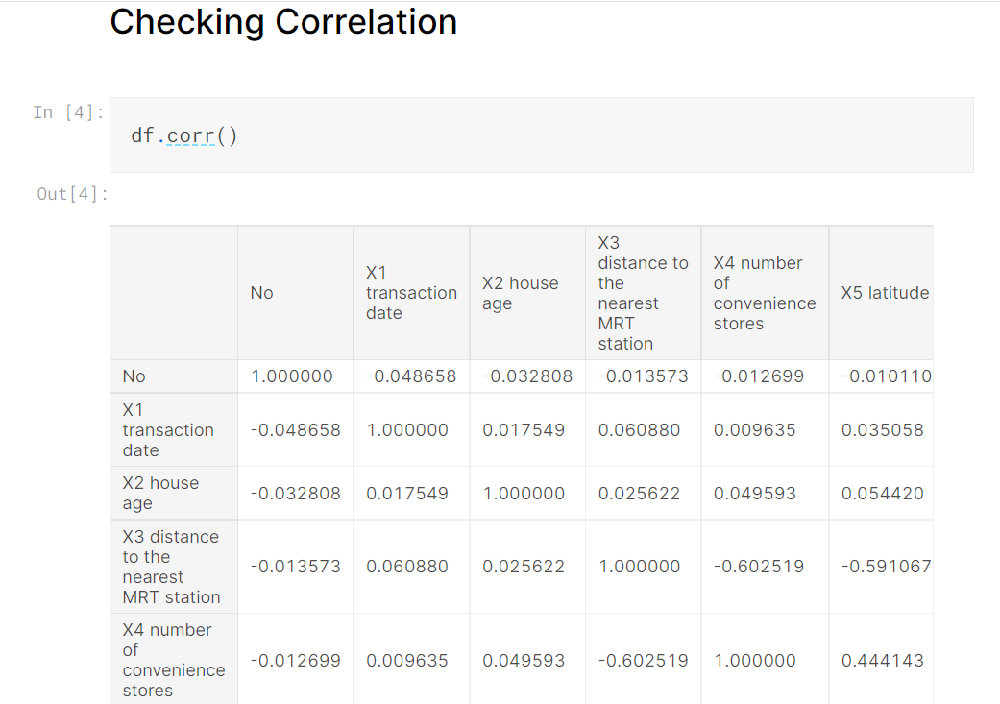 Checking Correlation
In [4]:
df.corr()
Out[4]:
No
X1
transaction
date
X2 house
age
X3
distance to
the
nearest
MRT
station
X4 number
of
convenience
stores
X5 latitude
No 1.000000 -0.048658 -0.032808 -0.013573 -0.012699 -0.010110
X1
transaction
date
-0.048658 1.000000 0.017549 0.060880 0.009635 0.035058
X2 house
age
-0.032808 0.017549 1.000000 0.025622 0.049593 0.054420
X3 distance
to the
nearest
MRT station
-0.013573 0.060880 0.025622 1.000000 -0.602519 -0.591067
X4 number
of
convenience
stores
-0.012699 0.009635 0.049593 -0.602519 1.000000 0.444143